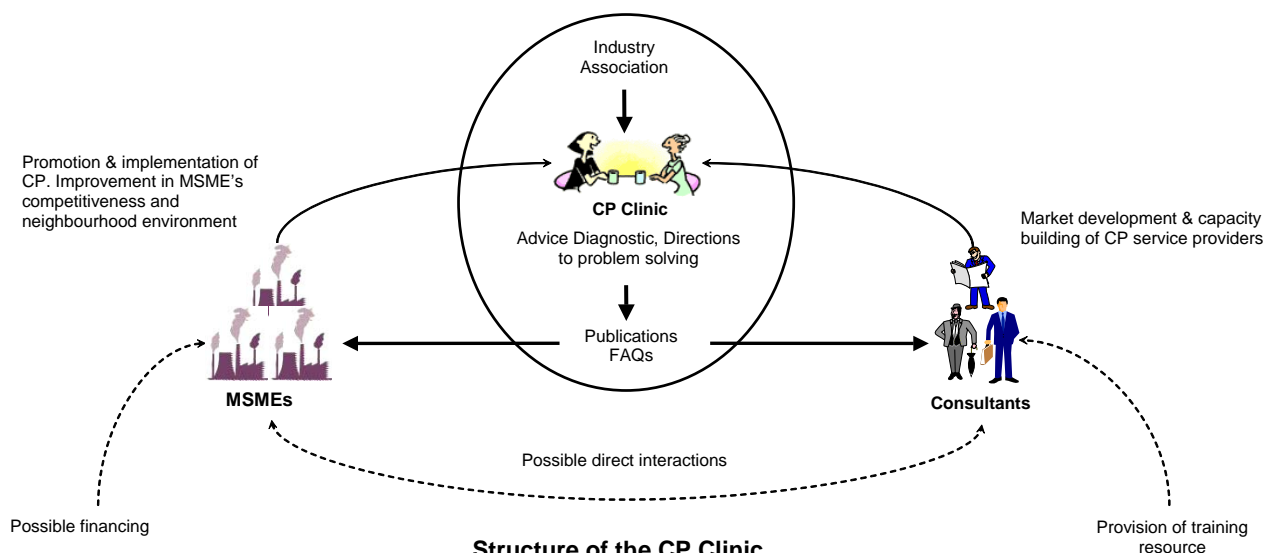 Industry
Association
Promotion & implementation of
CP. Improvement in MSME's
competitiveness and
neighbourhood environment
CP Clinic
Advice Diagnostic, Directions
to problem solving
Market development & capacity
building of CP service providers
Publications
FAQs
MSMEs
Consultants
Possible direct interactions
Possible financing
Provision of training
resource
Structure of the CP Clinic